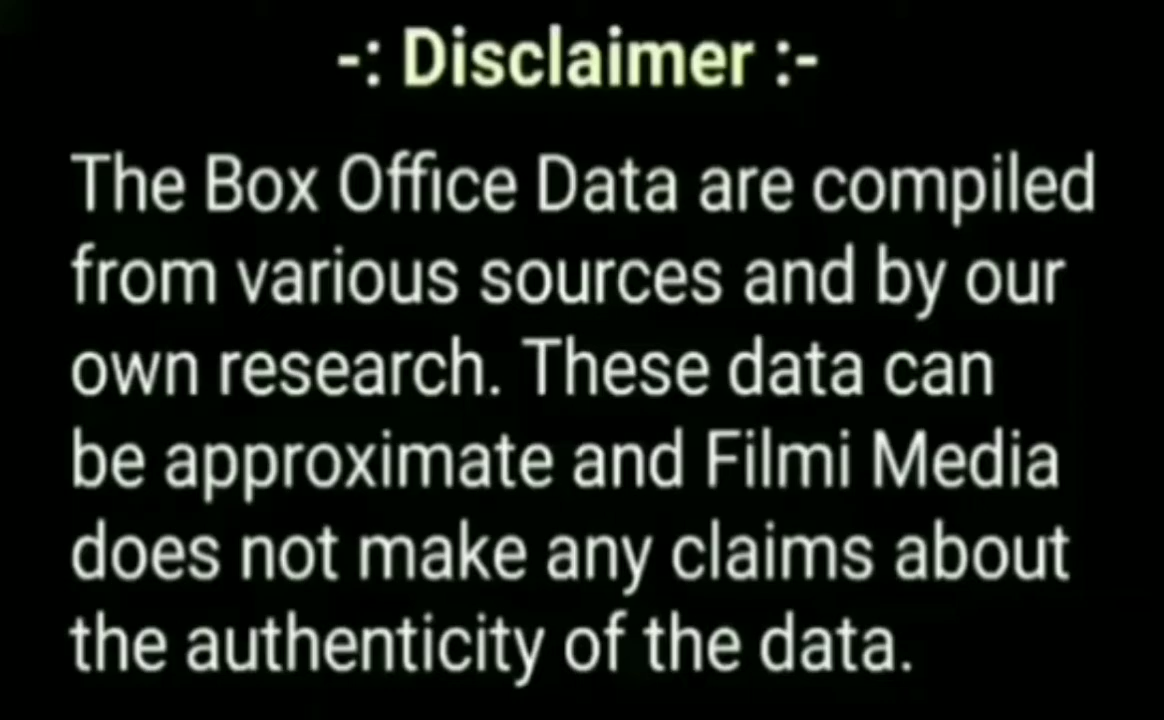 -: Disclaimer :-
The Box Office Data are compiled
from various sources and by our
own research. These data can
be approximate and Filmi Media
does not make any claims about
the authenticity of the data.